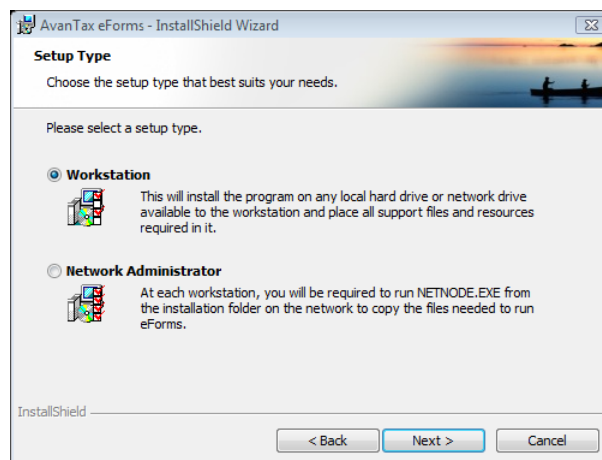 AvanTax eForms - InstallShield Wizard
Setup Type
Choose the setup type that best suits your needs.
Please select a setup type.
Workstation
This will install the program on any local hard drive or network drive
available to the workstation and place all support files and resources
required in it.
Network Administrator
At each workstation, you will be required to run NETNODE.EXE from
the installation folder on the network to copy the files needed to run
eForms.
InstallShield
< Back
Next >
Cancel